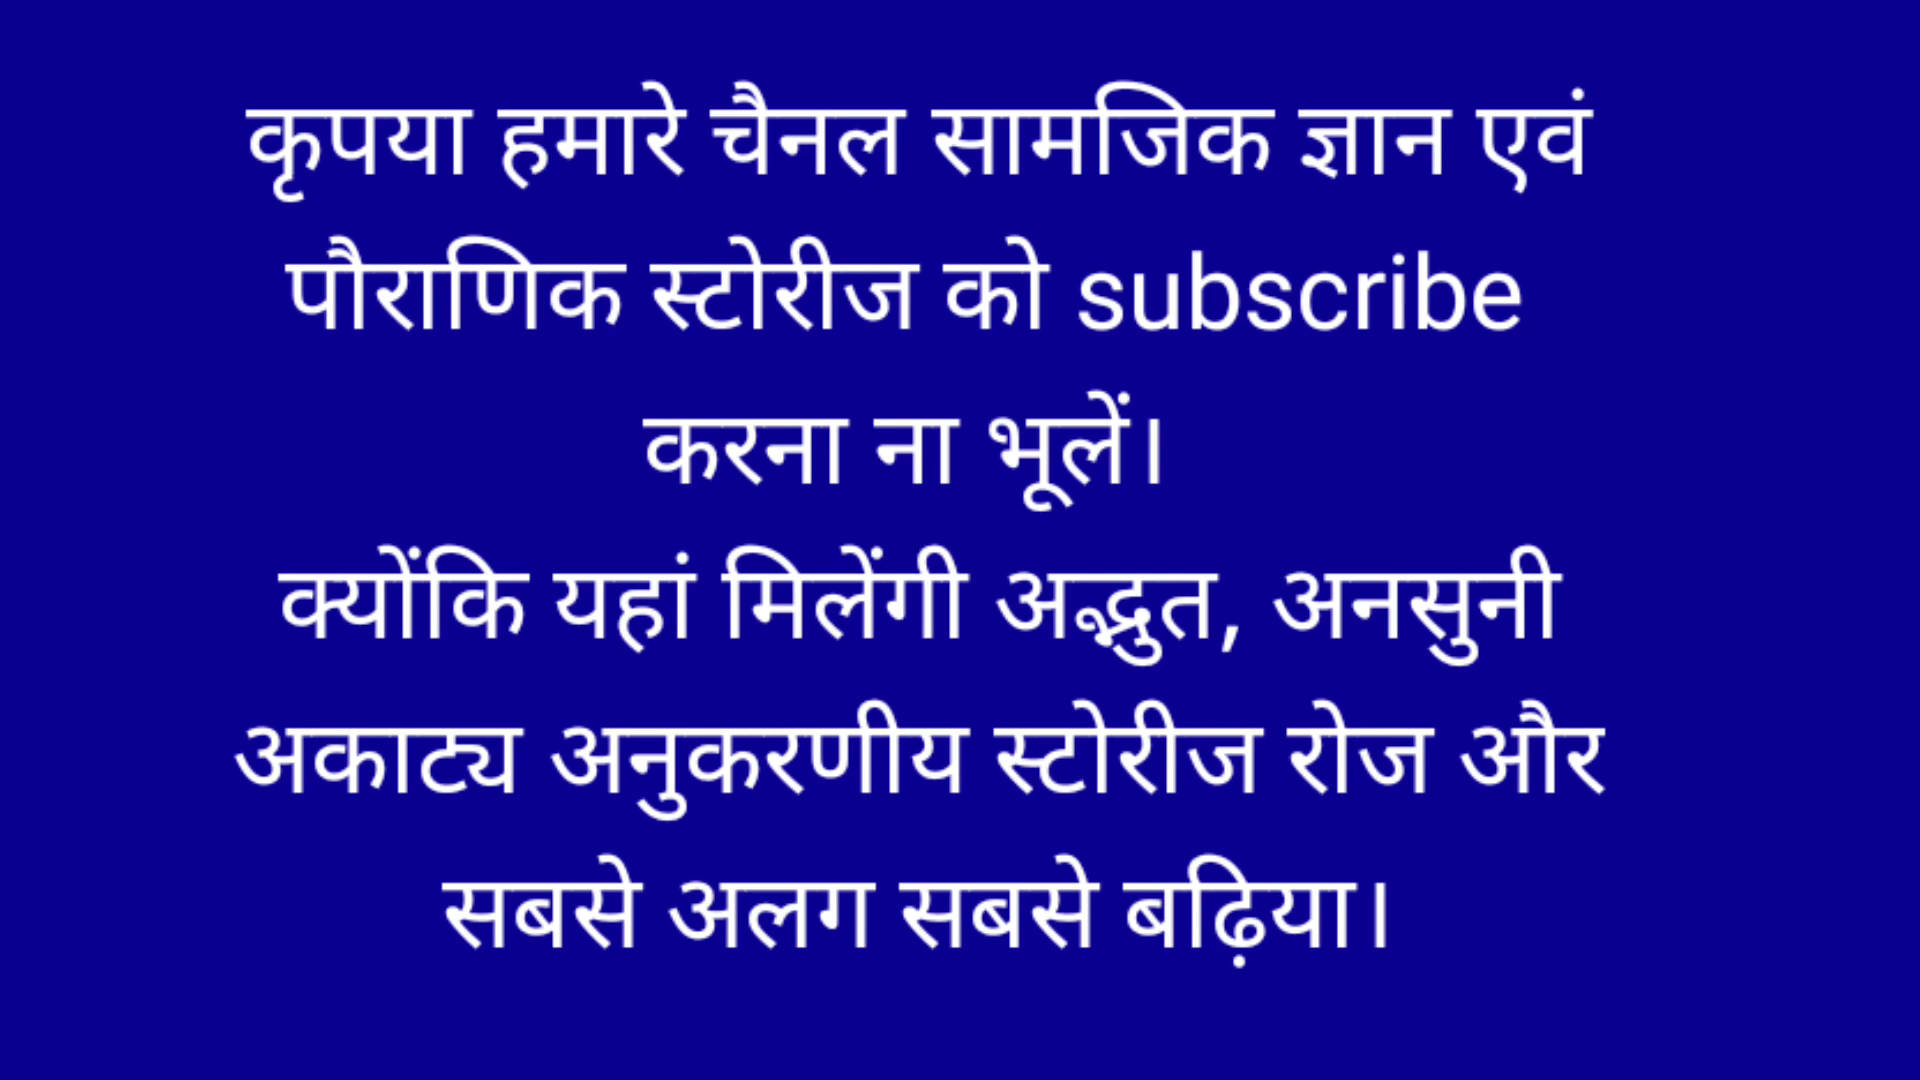 कृपया हमारे चैनल सामजिक ज्ञान एवं
पौराणिक स्टोरीज को subscribe
करना ना भूलें।
क्योंकि यहां मिलेंगी अद्भुत, अनसुनी
अकाट्य अनुकरणीय स्टोरीज रोज और
सबसे अलग सबसे बढ़िया।